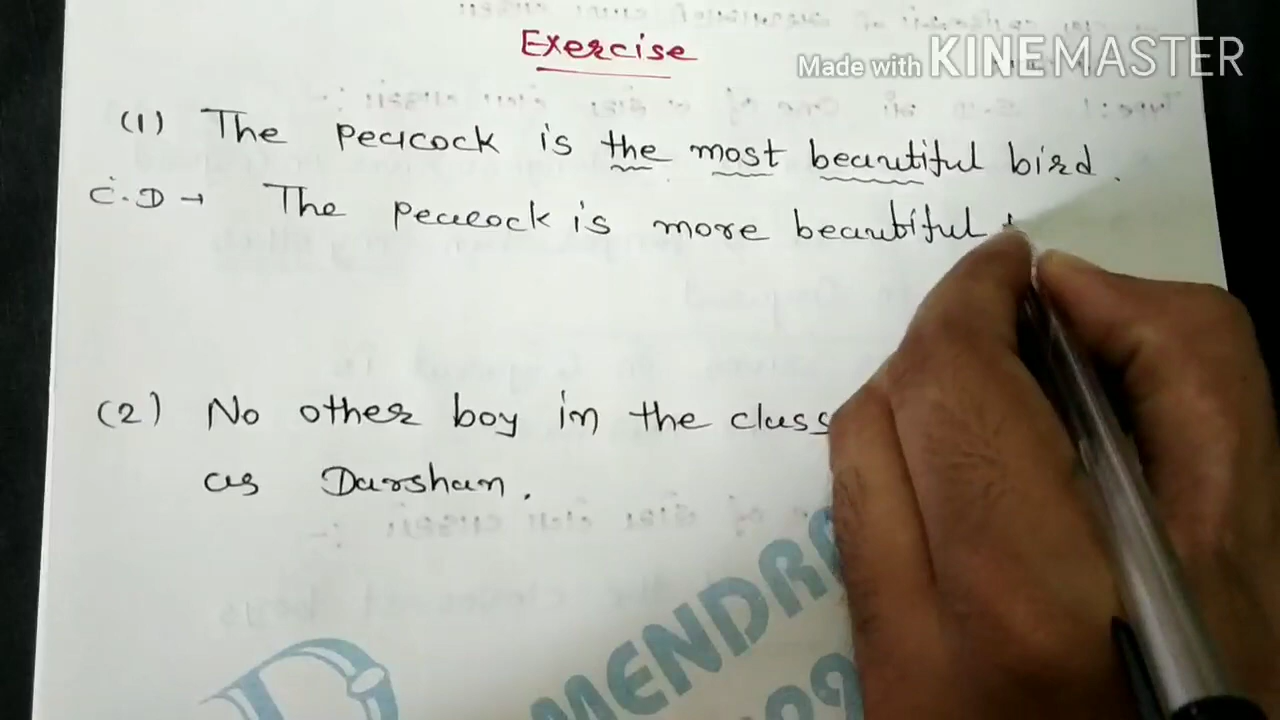 Exercise
Made with KINEMASTER
(1) The peacock is the most beautiful bird.
C.D → The peacock is more beautiful
(2) No other boy in the class
as Darshan.
MENDRA